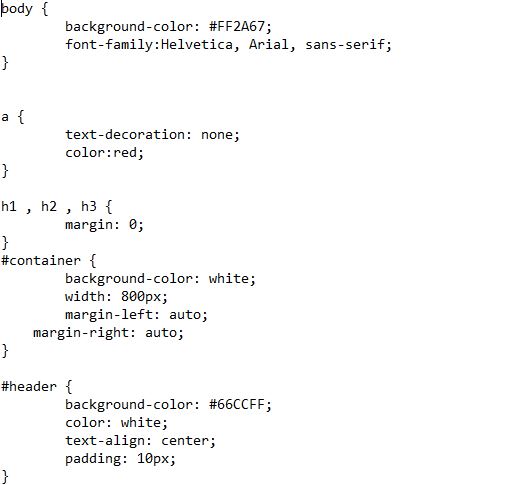 body {
        background-color: #FF2A67;
        font-family:Helvetica, Arial, sans-serif;
}
a {
        text-decoration: none;
        color:red;
}
h1 , h2 , h3 {
        margin: 0;
}
#container {
        background-color: white;
        width: 800px;
        margin-left: auto;
    margin-right: auto;
}
#header {
        background-color: #66CCFF;
        color: white;
        text-align: center;
        padding: 10px;
}